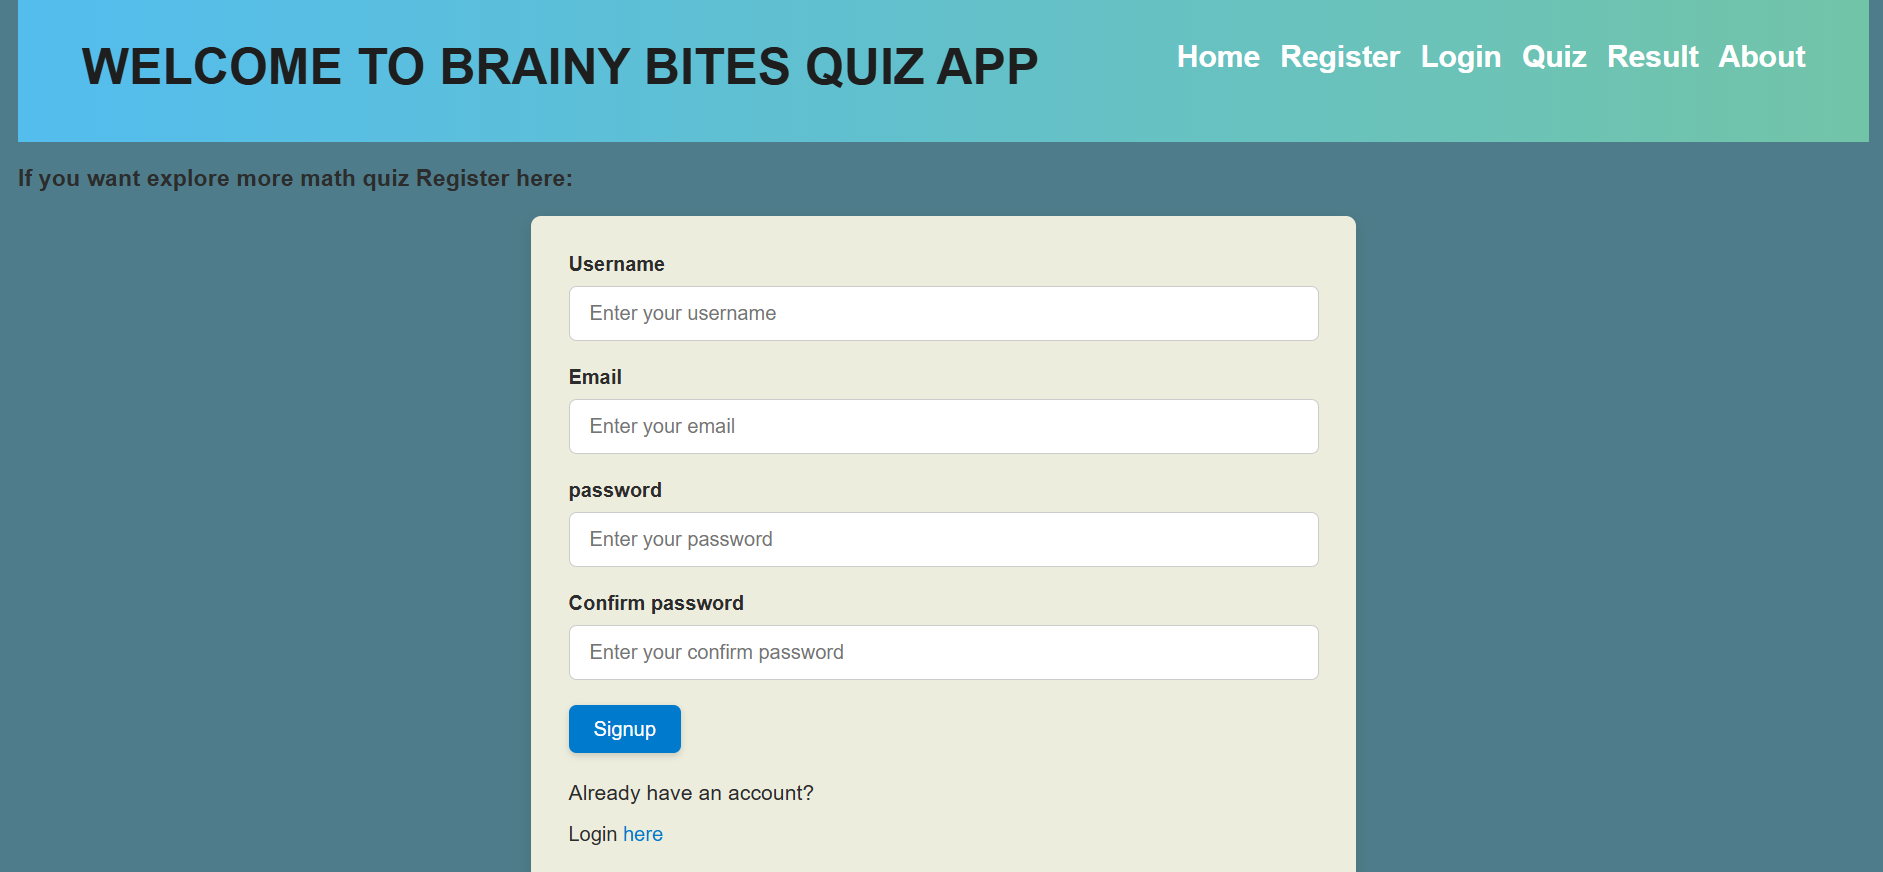 WELCOME TO BRAINY BITES QUIZ APP
Home Register Login Quiz Result About
If you want explore more math quiz Register here:
Username
Enter your username
Email
Enter your email
password
Enter your password
Confirm password
Enter your confirm password
Signup
Already have an account?
Login here